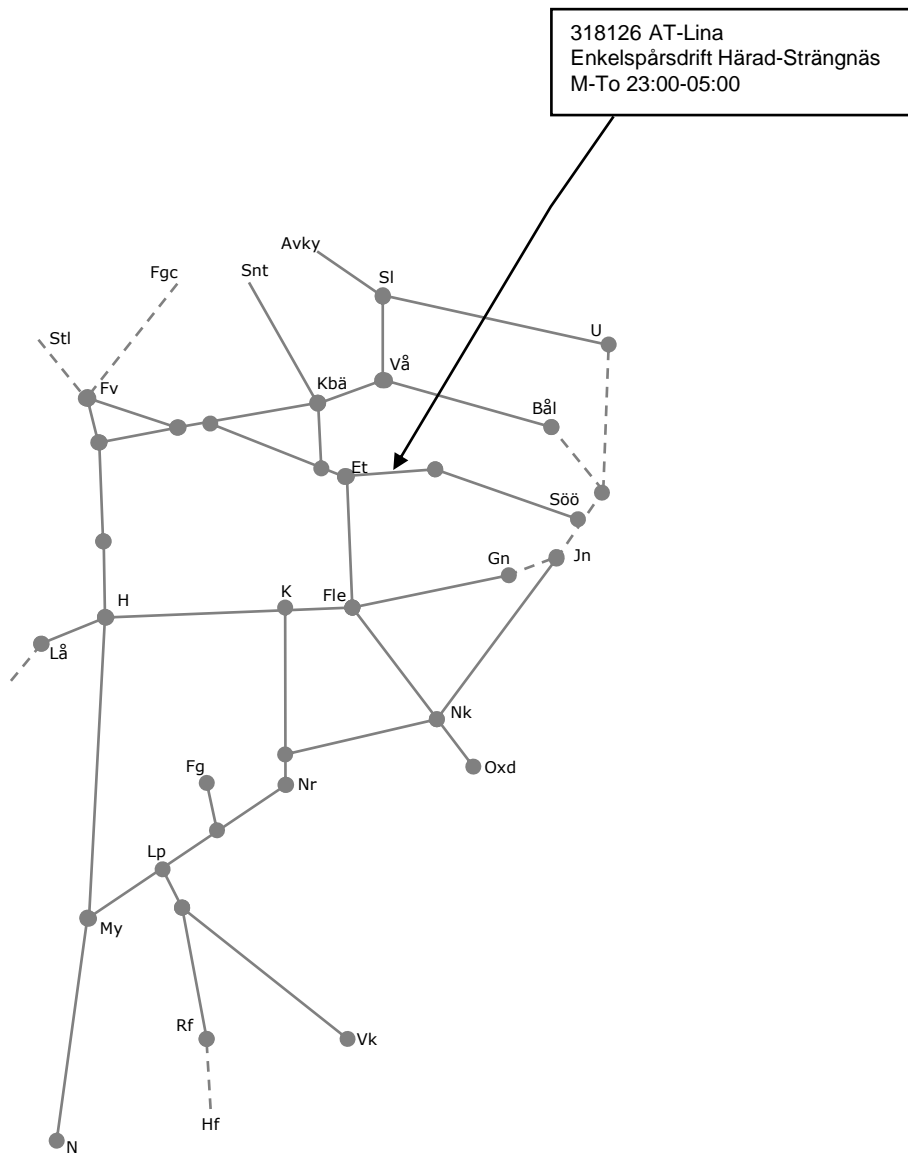 318126 AT-Lina
Enkelspårsdrift Härad-Strängnäs
M-To 23:00-05:00
Avky
Fgc
Snt
Sl
Stl
U
Vå
Fv
Kbä
Bål
Et
Söö
Gn
Jn
H
K
Fle
Lå
Nk
Fg
Nr
Oxd
Lp
My
Rf
Vk
Hf
N